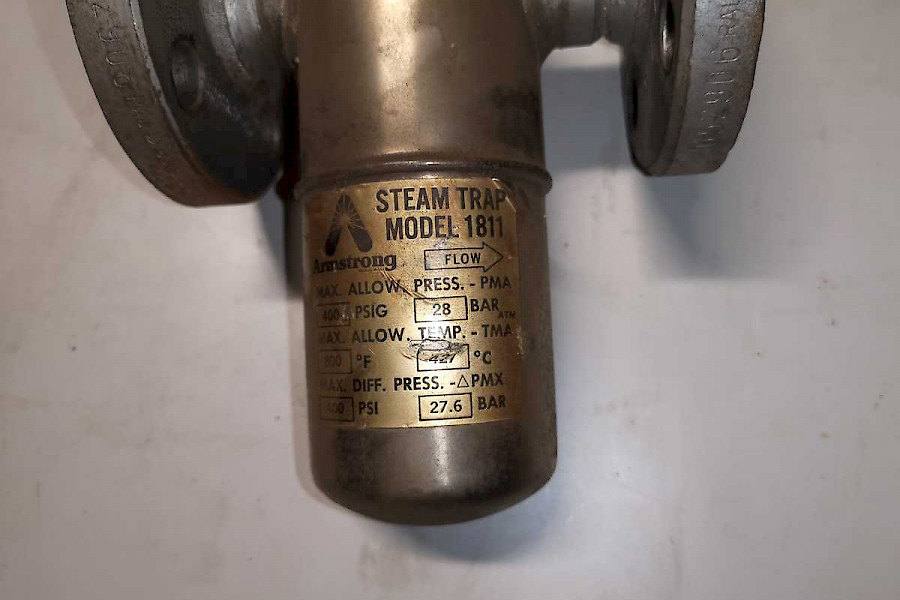 STEAM TRAP
MODEL 1811
Armstrong
FLOW
MAX. ALLOW. PRESS. - PMA
400 PSIG 28 BAR ATM
MAX. ALLOW. TEMP. - TMA
800 °F 427 °C
MAX. DIFF. PRESS. - △PMX
400 PSI 27.6 BAR